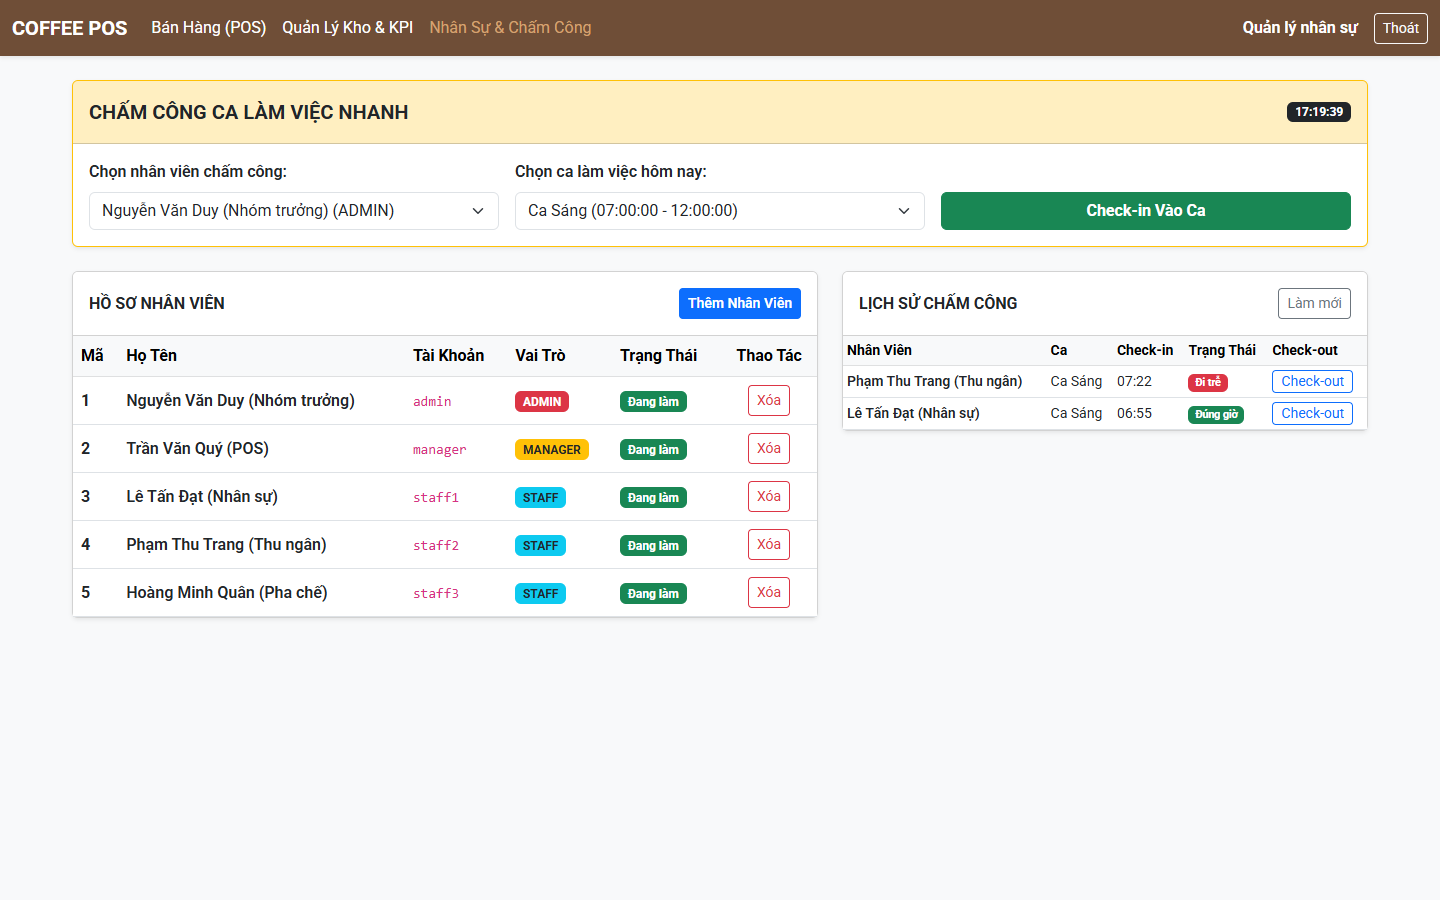 COFFEE POS Bán Hàng (POS) Quản Lý Kho & KPI Nhân Sự & Chấm Công Quản lý nhân sự Thoát
CHẤM CÔNG CA LÀM VIỆC NHANH 17:19:39
Chọn nhân viên chấm công: Chọn ca làm việc hôm nay:
Nguyễn Văn Duy (Nhóm trưởng) (ADMIN) Ca Sáng (07:00:00 - 12:00:00) Check-in Vào Ca
HỒ SƠ NHÂN VIÊN Thêm Nhân Viên
Mã Họ Tên Tài Khoản Vai Trò Trạng Thái Thao Tác
1 Nguyễn Văn Duy (Nhóm trưởng) admin ADMIN Đang làm Xóa
2 Trần Văn Quý (POS) manager MANAGER Đang làm Xóa
3 Lê Tấn Đạt (Nhân sự) staff1 STAFF Đang làm Xóa
4 Phạm Thu Trang (Thu ngân) staff2 STAFF Đang làm Xóa
5 Hoàng Minh Quân (Pha chế) staff3 STAFF Đang làm Xóa
LỊCH SỬ CHẤM CÔNG Làm mới
Nhân Viên Ca Check-in Trạng Thái Check-out
Phạm Thu Trang (Thu ngân) Ca Sáng 07:22 Đi trễ Check-out
Lê Tấn Đạt (Nhân sự) Ca Sáng 06:55 Đúng giờ Check-out